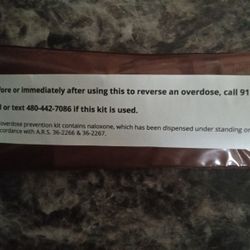 fore or immediately after using this to reverse an overdose, call 91
l or text 480-442-7086 if this kit is used.
overdose prevention kit contains naloxone, which has been dispensed under standing or
ccordance with A.R.S. 36-2266 & 36-2267.